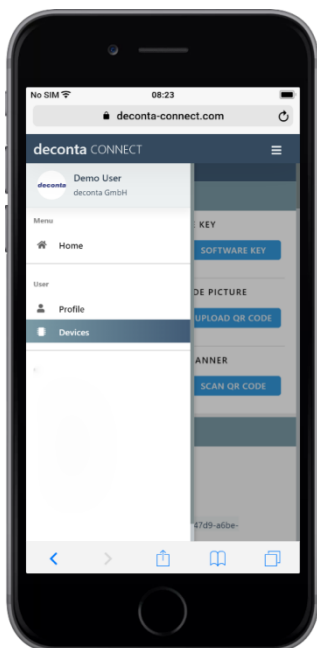 No SIM 08:23
deconta-connect.com
deconta CONNECT
deconta
Demo User
deconta GmbH
Menu
KEY
Home
SOFTWARE KEY
User
DE PICTURE
Profile
UPLOAD QR CODE
Devices
ANNER
SCAN QR CODE
47d9-a6be-